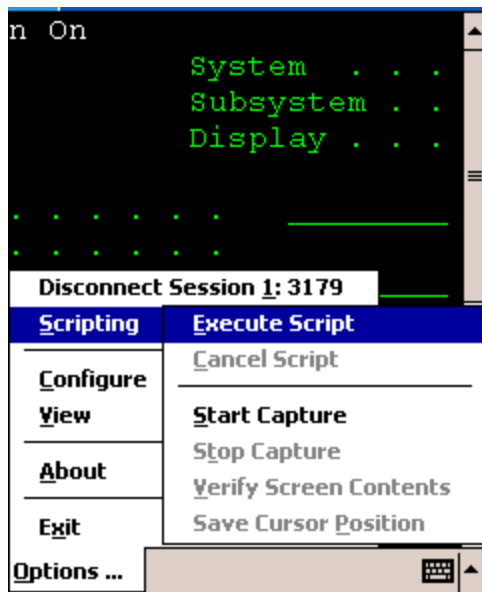 n On
System . . .
Subsystem . .
Display . . .
. . . . . .
. . . . . .
Disconnect Session 1: 3179
Scripting
Execute Script
Cancel Script
Configure
View
Start Capture
Stop Capture
About
Verify Screen Contents
Exit
Save Cursor Position
Options ...